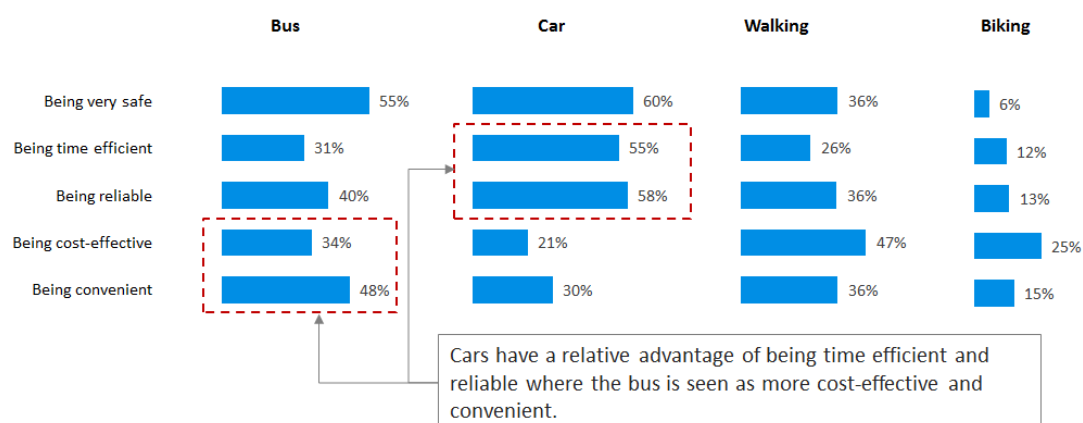 Bus Car Walking Biking
Being very safe 55% 60% 36% 6%
Being time efficient 31% 55% 26% 12%
Being reliable 40% 58% 36% 13%
Being cost-effective 34% 21% 47% 25%
Being convenient 48% 30% 36% 15%
Cars have a relative advantage of being time efficient and
reliable where the bus is seen as more cost-effective and
convenient.